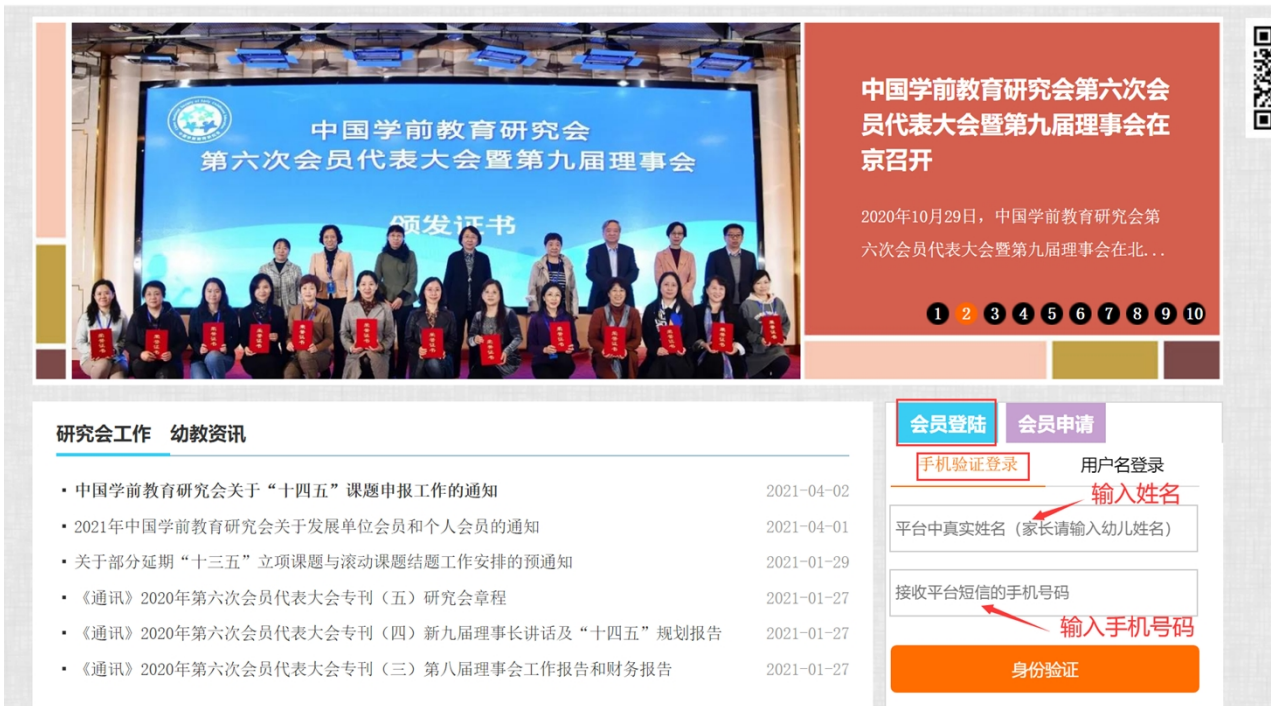 中国学前教育研究会
第六次会员代表大会暨第九届理事会
颁发证书
中国学前教育研究会第六次会
员代表大会暨第九届理事会在
京召开
2020年10月29日，中国学前教育研究会第
六次会员代表大会暨第九届理事会在北...
1 2 3 4 5 6 7 8 9 10
研究会工作 幼教资讯
· 中国学前教育研究会关于“十四五”课题申报工作的通知 2021-04-02
· 2021年中国学前教育研究会关于发展单位会员和个人会员的通知 2021-04-01
· 关于部分延期“十三五”立项课题与滚动课题结题工作安排的预通知 2021-01-29
· 《通讯》2020年第六次会员代表大会专刊（五）研究会章程 2021-01-27
· 《通讯》2020年第六次会员代表大会专刊（四）新九届理事长讲话及“十四五”规划报告 2021-01-27
· 《通讯》2020年第六次会员代表大会专刊（三）第八届理事会工作报告和财务报告 2021-01-27
会员登陆 会员申请
手机验证登录 用户名登录
输入姓名
平台中真实姓名（家长请输入幼儿姓名）
接收平台短信的手机号码
输入手机号码
身份验证